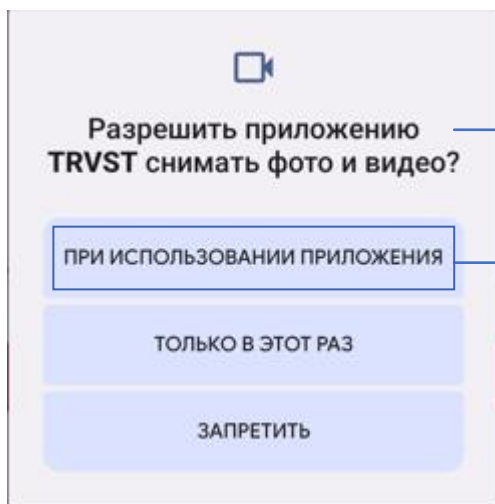 Разрешить приложению
TRVST снимать фото и видео?
ПРИ ИСПОЛЬЗОВАНИИ ПРИЛОЖЕНИЯ
ТОЛЬКО В ЭТОТ РАЗ
ЗАПРЕТИТЬ